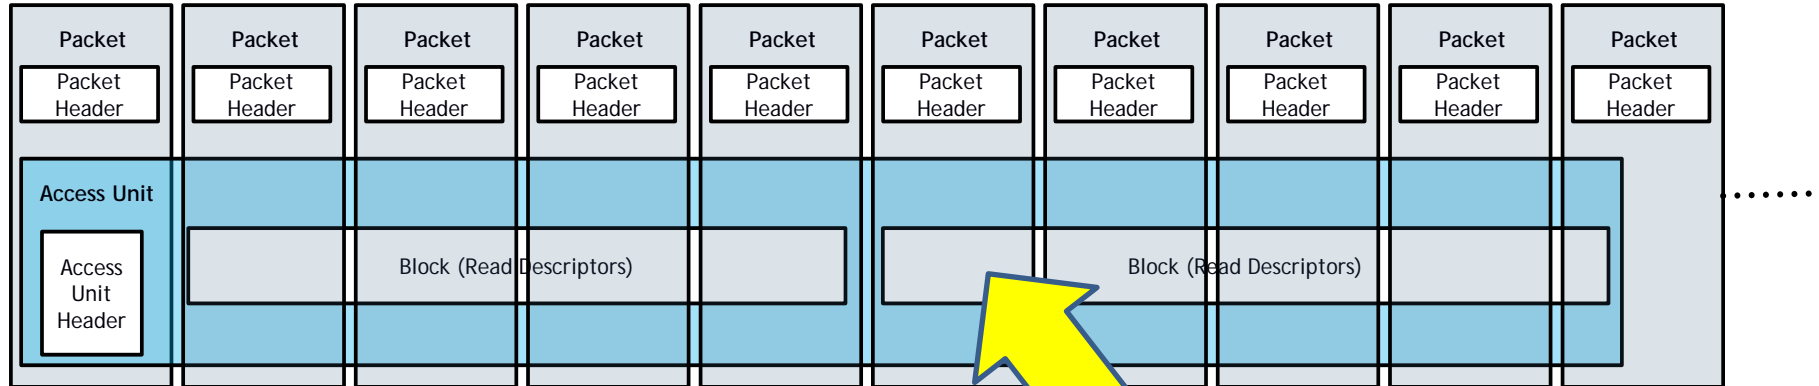 Packet Packet Packet Packet Packet Packet Packet Packet Packet Packet
Packet Packet Packet Packet Packet Packet Packet Packet Packet Packet
Header Header Header Header Header Header Header Header Header Header
Access Unit
Access
Unit
Header
Block (Read Descriptors)
Block (Read Descriptors)